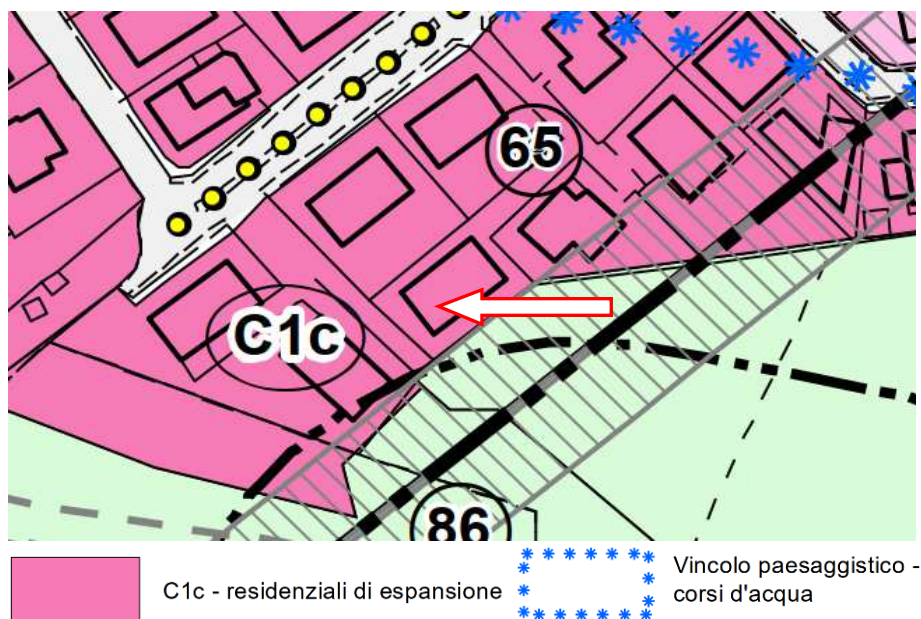 65
C1c
86
C1c - residenziali di espansione
Vincolo paesaggistico -
corsi d'acqua